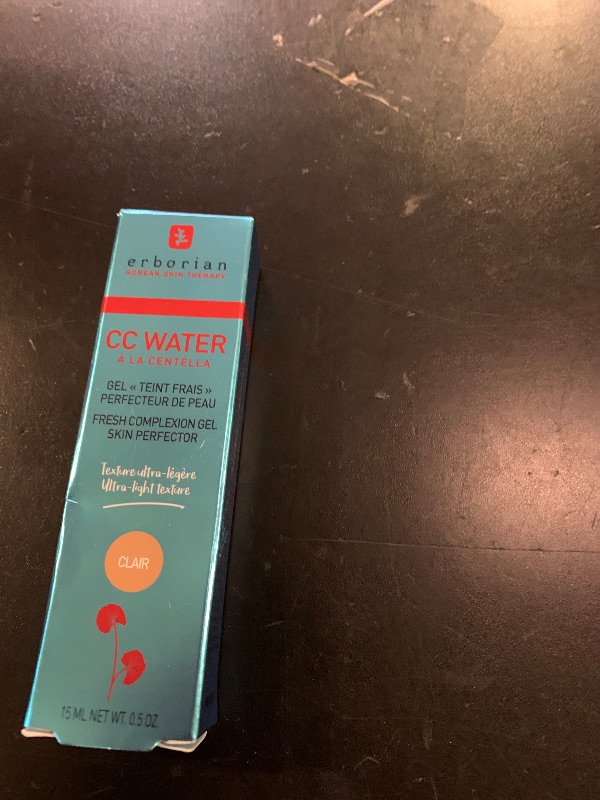 erborian
KOREAN SKIN THERAPY
CC WATER
À LA CENTELLA
GEL « TEINT FRAIS »
PERFECTEUR DE PEAU
FRESH COMPLEXION GEL
SKIN PERFECTOR
Texture ultra-légère
Ultra-light texture
CLAIR
15 ML NET WT. 0.5 OZ.